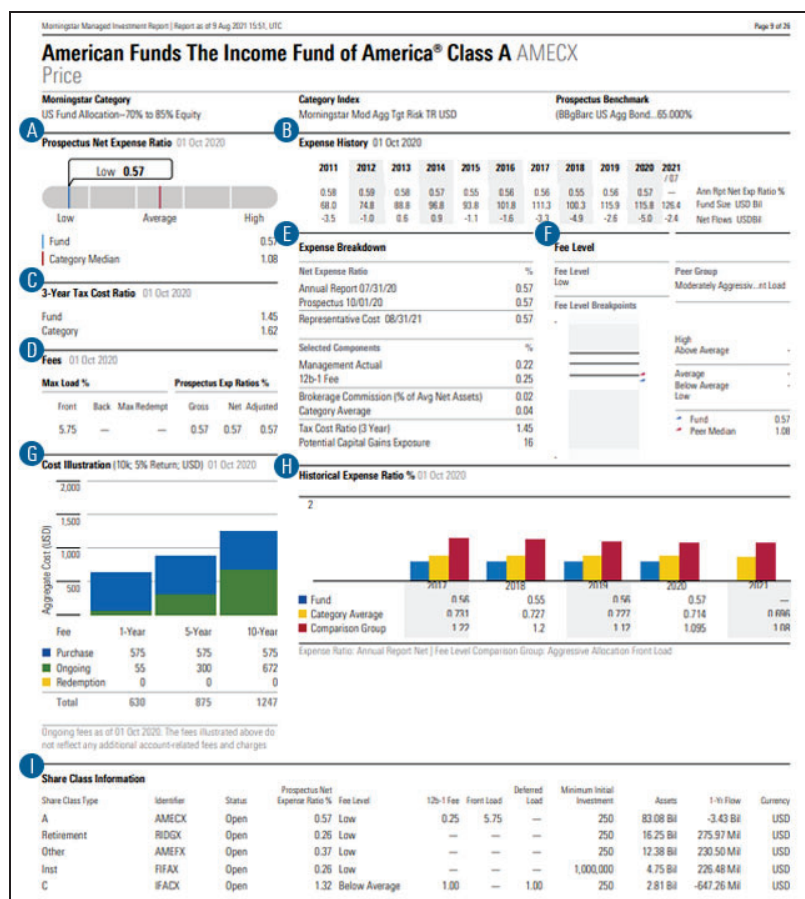 Morningstar Managed Investment Report | Report as of 9 Aug 2021 15:51, UTC Page 9 of 26
American Funds The Income Fund of America® Class A AMECX
Price
Morningstar Category Category Index Prospectus Benchmark
US Fund Allocation--70% to 85% Equity Morningstar Mod Agg Tgt Risk TR USD (BBgBarc US Agg Bond...65.000%
A Prospectus Net Expense Ratio 01 Oct 2020
Low 0.57
Low Average High
Fund 0.57
Category Median 1.08
B Expense History 01 Oct 2020
2011 2012 2013 2014 2015 2016 2017 2018 2019 2020 2021
/ 07
0.58 0.59 0.58 0.57 0.55 0.56 0.56 0.55 0.56 0.57 — Ann Rpt Net Exp Ratio %
68.0 74.8 88.8 96.8 93.8 101.8 111.3 100.3 115.9 115.8 126.4 Fund Size USD Bil
-3.5 -1.0 0.6 0.9 -1.1 -1.6 -3.3 -4.9 -2.6 -5.0 -2.4 Net Flows USDBil
C 3-Year Tax Cost Ratio 01 Oct 2020
Fund 1.45
Category 1.62
D Fees 01 Oct 2020
Max Load % Prospectus Exp Ratios %
Front Back Max Redempt Gross Net Adjusted
5.75 — — 0.57 0.57 0.57
E Expense Breakdown
Net Expense Ratio %
Annual Report 07/31/20 0.57
Prospectus 10/01/20 0.57
Representative Cost 08/31/21 0.57
Selected Components %
Management Actual 0.22
12b-1 Fee 0.25
Brokerage Commission (% of Avg Net Assets) 0.02
Category Average 0.04
Tax Cost Ratio (3 Year) 1.45
Potential Capital Gains Exposure 16
F Fee Level
Fee Level Peer Group
Low Moderately Aggressiv...nt Load
Fee Level Breakpoints
-
High
Above Average -
Average -
Below Average -
Low
Fund 0.57
Peer Median 1.08
-
G Cost Illustration (10k; 5% Return; USD) 01 Oct 2020
Aggregate Cost (USD)
2,000
1,500
1,000
500
Fee 1-Year 5-Year 10-Year
Purchase 575 575 575
Ongoing 55 300 672
Redemption 0 0 0
Total 630 875 1247
Ongoing fees as of 01 Oct 2020. The fees illustrated above do
not reflect any additional account-related fees and charges
H Historical Expense Ratio % 01 Oct 2020
2
2017 2018 2019 2020 2021
Fund 0.56 0.55 0.56 0.57 —
Category Average 0.731 0.727 0.727 0.714 0.696
Comparison Group 1.22 1.2 1.12 1.095 1.08
Expense Ratio: Annual Report Net | Fee Level Comparison Group: Aggressive Allocation Front Load
I Share Class Information
Share Class Type Identifier Status Prospectus Net Expense Ratio % Fee Level 12b-1 Fee Front Load Deferred Load Minimum Initial Investment Assets 1-Yr Flow Currency
A AMECX Open 0.57 Low 0.25 5.75 — 250 83.08 Bil -3.43 Bil USD
Retirement RIDGX Open 0.26 Low — — — 250 16.25 Bil 275.97 Mil USD
Other AMEFX Open 0.37 Low — — — 250 12.38 Bil 230.50 Mil USD
Inst FIFAX Open 0.26 Low — — — 1,000,000 4.75 Bil 226.48 Mil USD
C IFACX Open 1.32 Below Average 1.00 — 1.00 250 2.81 Bil -647.26 Mil USD